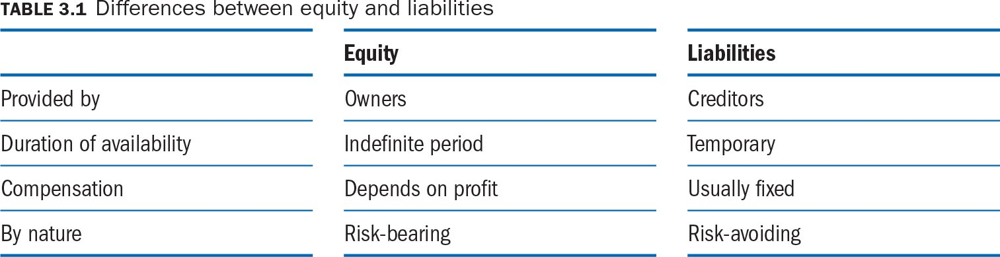 TABLE 3.1 Differences between equity and liabilities
Equity Liabilities
Provided by Owners Creditors
Duration of availability Indefinite period Temporary
Compensation Depends on profit Usually fixed
By nature Risk-bearing Risk-avoiding